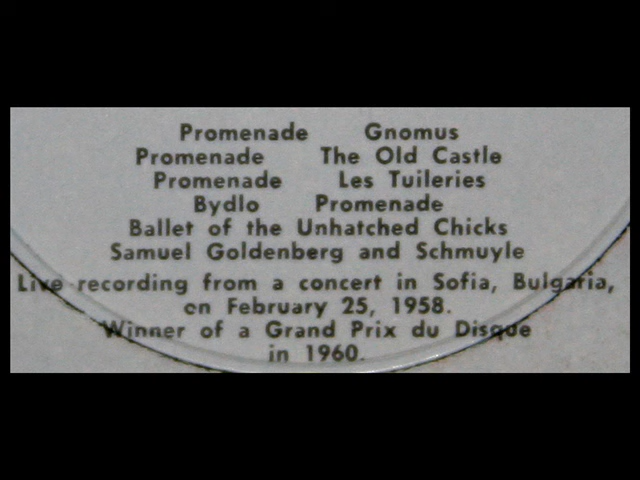 Promenade Gnomus
Promenade The Old Castle
Promenade Les Tuileries
Bydlo Promenade
Ballet of the Unhatched Chicks
Samuel Goldenberg and Schmuyle
Live recording from a concert in Sofia, Bulgaria,
on February 25, 1958.
Winner of a Grand Prix du Disque
in 1960.